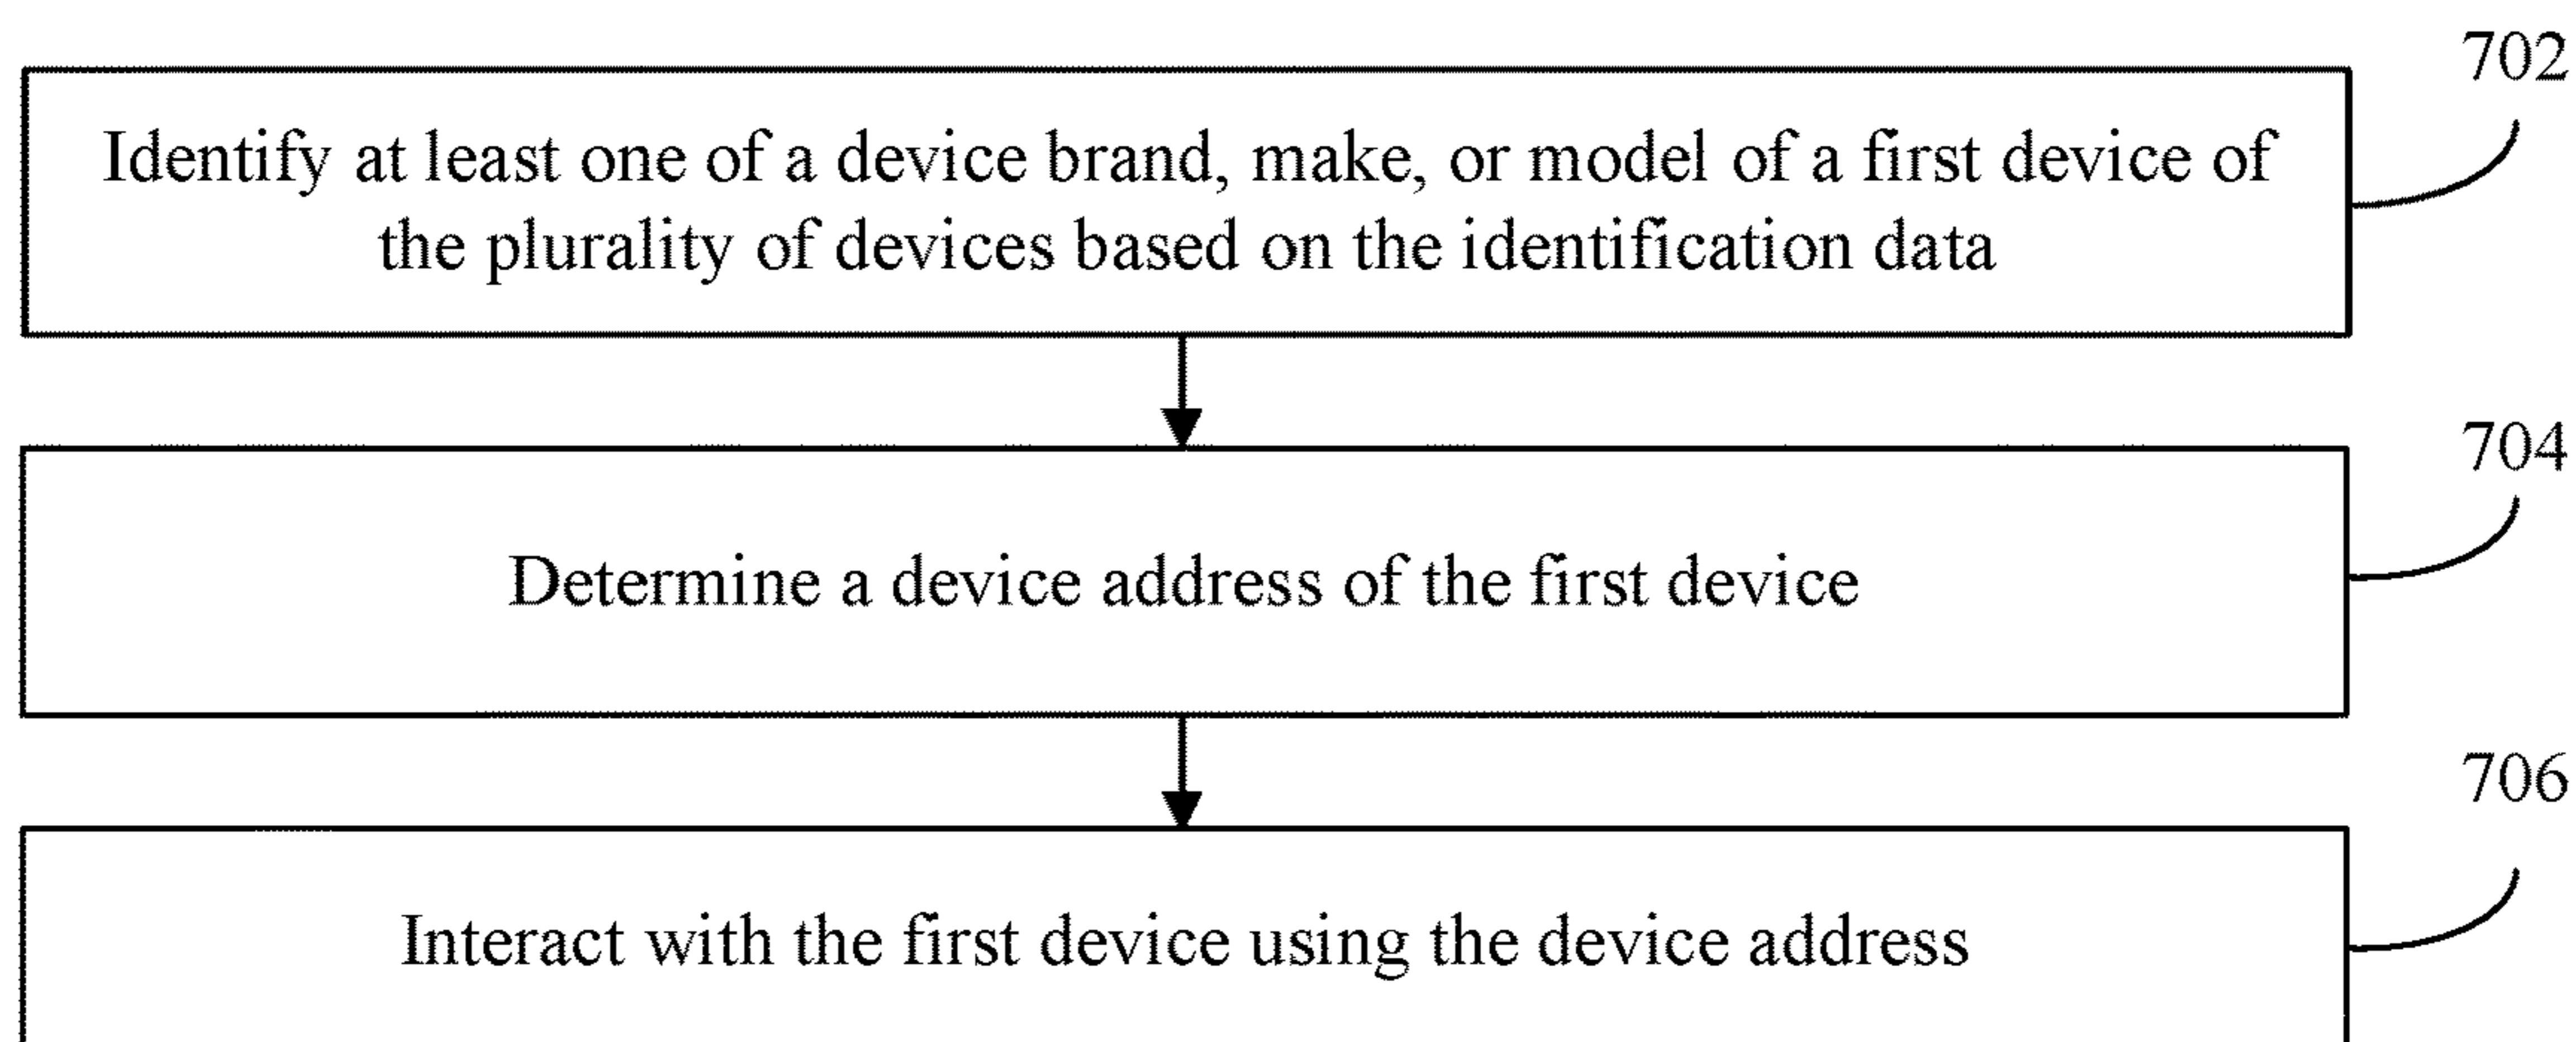 702
Identify at least one of a device brand, make, or model of a first device of
the plurality of devices based on the identification data
704
Determine a device address of the first device
706
Interact with the first device using the device address